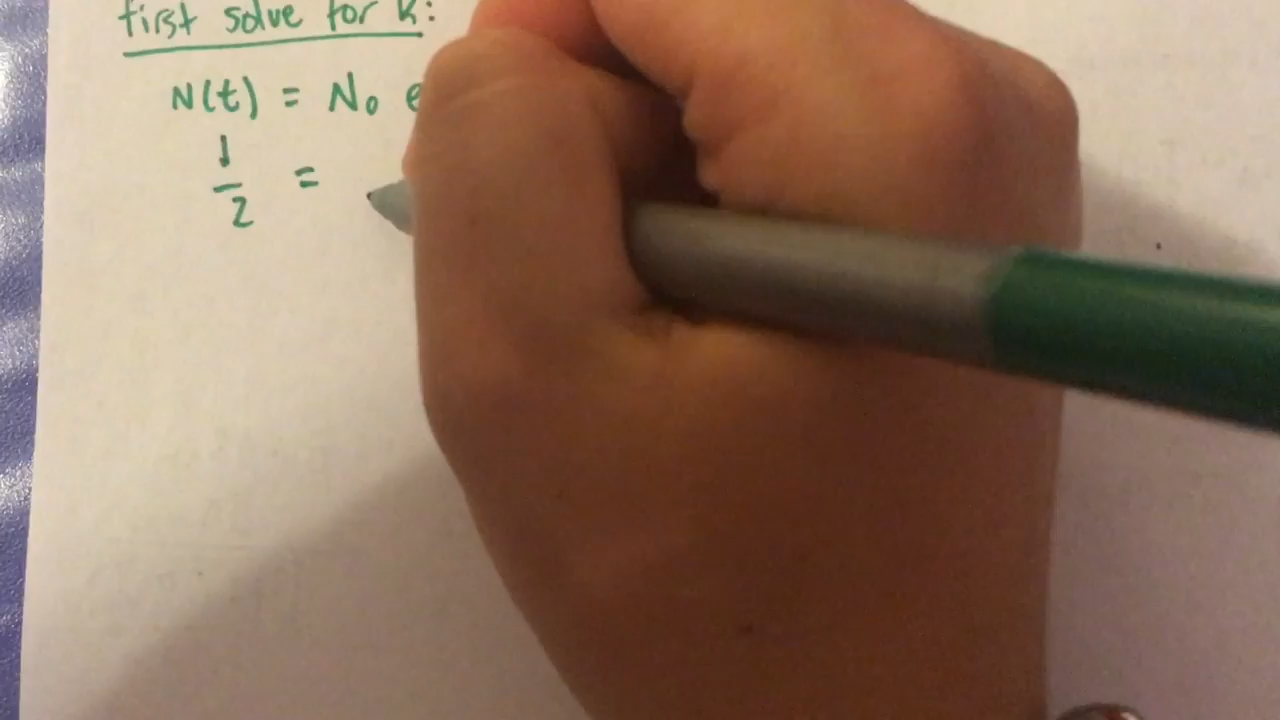 first solve for k:
N(t) = N₀ e
1/2 =